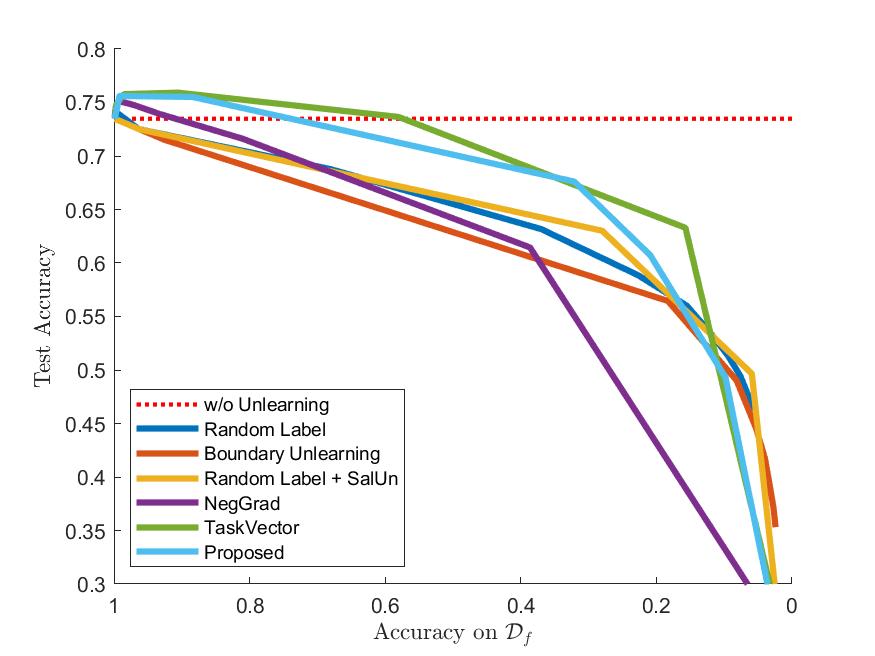 0.8
0.75
0.7
0.65
0.6
0.55
0.5
0.45
0.4
0.35
0.3
Test Accuracy
w/o Unlearning
Random Label
Boundary Unlearning
Random Label + SalUn
NegGrad
TaskVector
Proposed
1 0.8 0.6 0.4 0.2 0
Accuracy on 𝒟f